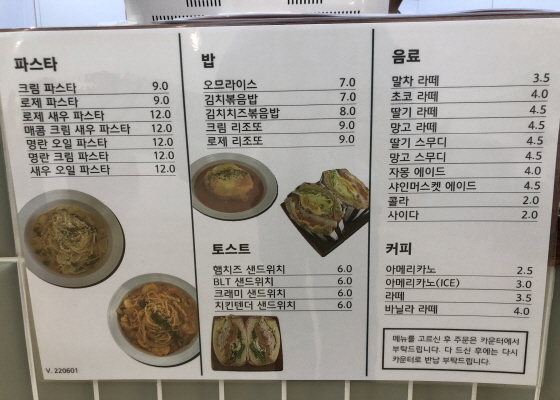 파스타
크림 파스타 9.0
로제 파스타 9.0
로제 새우 파스타 12.0
매콤 크림 새우 파스타 12.0
명란 오일 파스타 12.0
명란 크림 파스타 12.0
새우 오일 파스타 12.0
V. 220601
밥
오므라이스 7.0
김치볶음밥 7.0
김치치즈볶음밥 8.0
크림 리조또 9.0
로제 리조또 9.0
토스트
햄치즈 샌드위치 6.0
BLT 샌드위치 6.0
크래미 샌드위치 6.0
치킨텐더 샌드위치 6.0
음료
말차 라떼 3.5
초코 라떼 4.0
딸기 라떼 4.5
망고 라떼 4.5
딸기 스무디 4.5
망고 스무디 4.5
자몽 에이드 4.0
샤인머스켓 에이드 4.5
콜라 2.0
사이다 2.0
커피
아메리카노 2.5
아메리카노(ICE) 3.0
라떼 3.5
바닐라 라떼 4.0
메뉴를 고르신 후 주문은 카운터에서
부탁드립니다. 다 드신 후에는 다시
카운터로 반납 부탁드립니다.